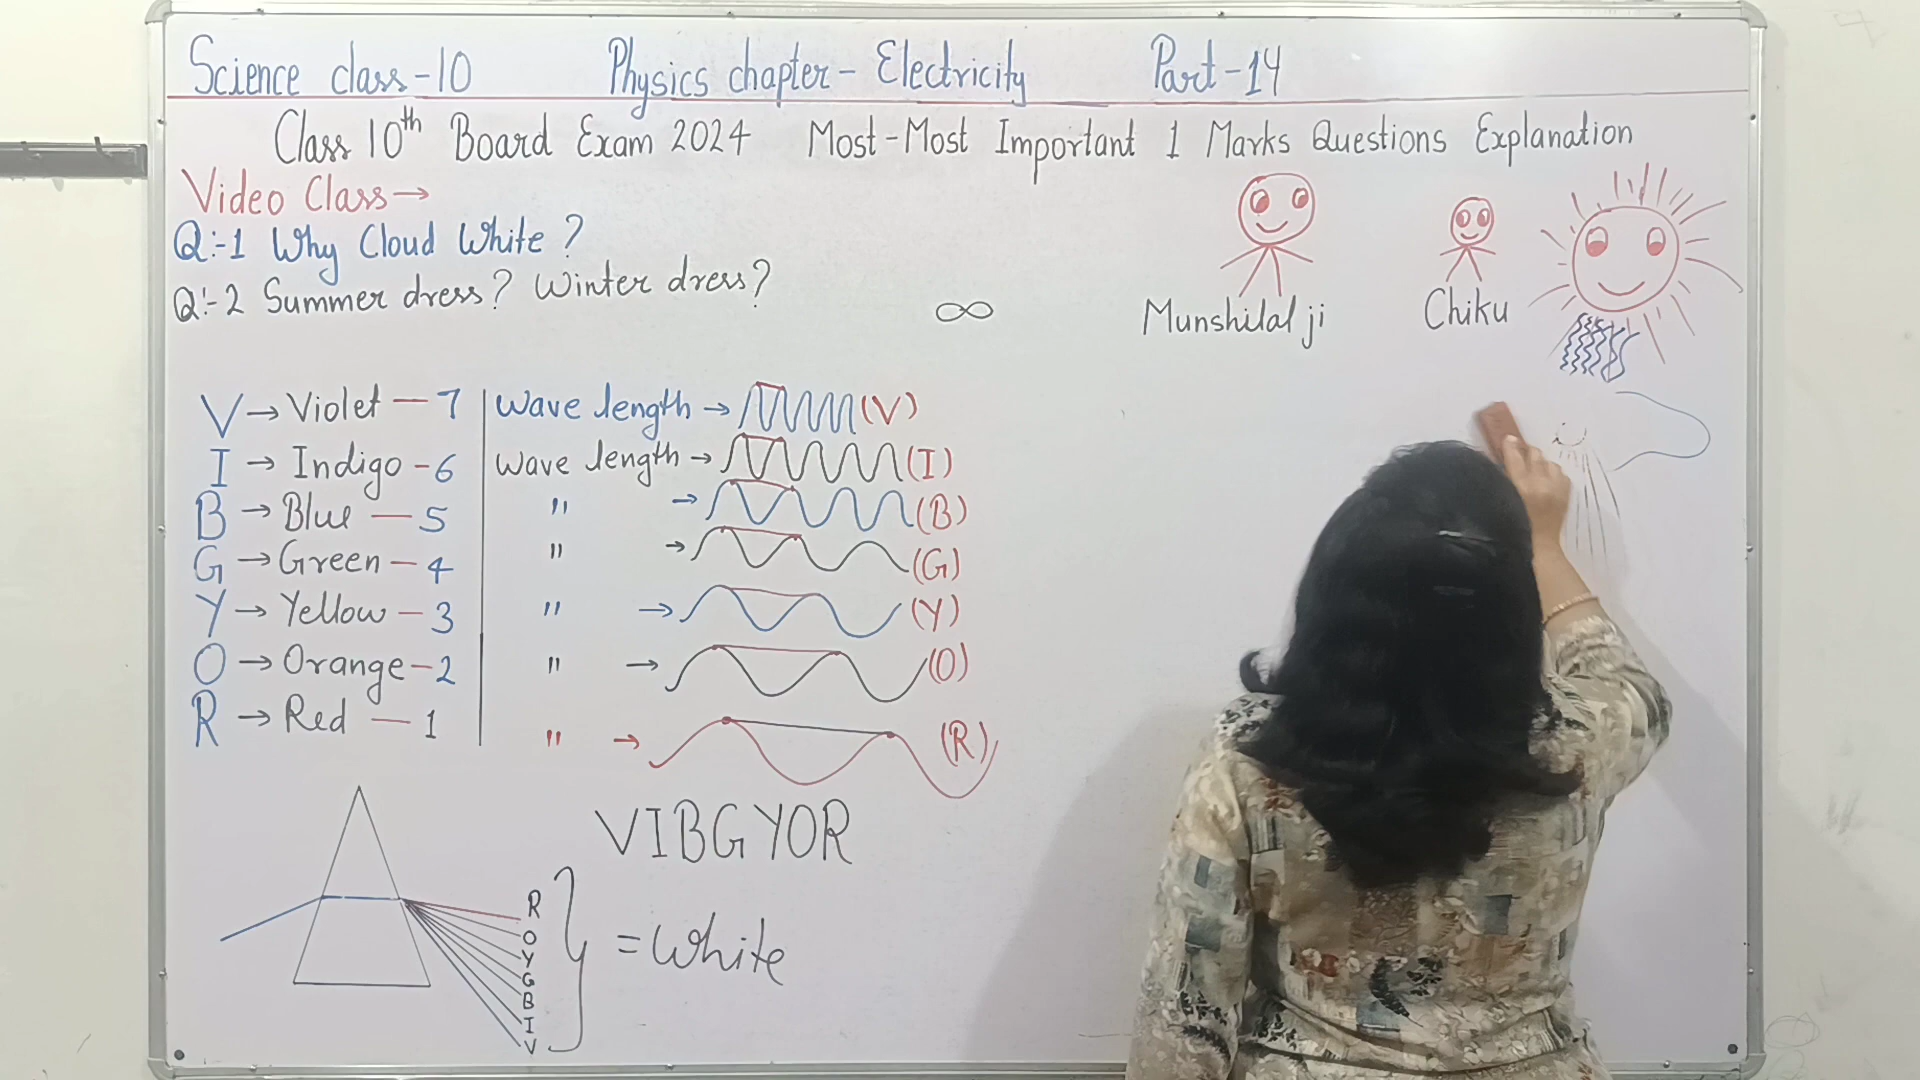 Science class-10 Physics chapter- Electricity Part-14
Class 10th Board Exam 2024 Most-Most Important 1 Marks Questions Explanation
Video Class→
Q:-1 Why Cloud White ?
Q:-2 Summer dress? Winter dress?
∞
Munshilal ji
Chiku
V → Violet — 7 Wave length → (V)
I → Indigo - 6 Wave length → (I)
B → Blue — 5 " → (B)
G → Green — 4 " → (G)
Y → Yellow — 3 " → (Y)
O → Orange - 2 " → (O)
R → Red — 1 " → (R)
VIBGYOR
R
O
Y
G
B
I
V
= White